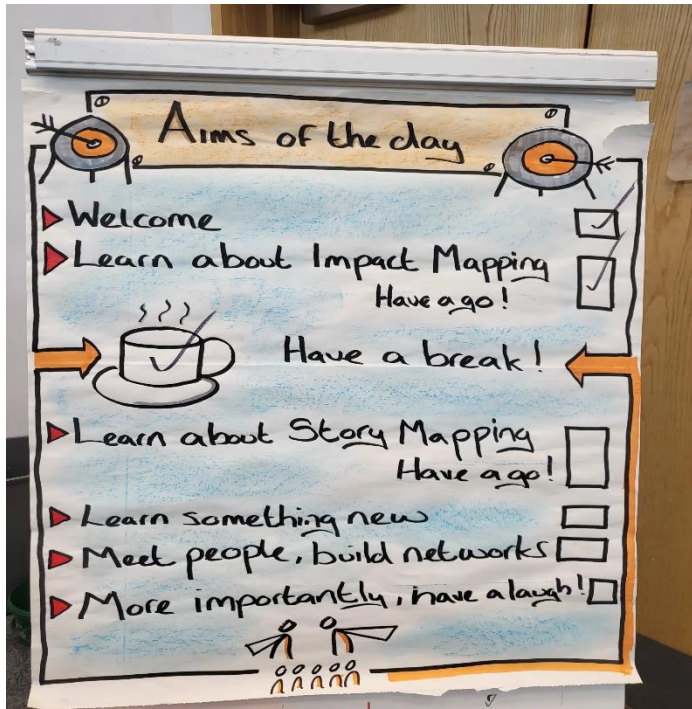 Aims of the day
Welcome
Learn about Impact Mapping
Have a go!
Have a break!
Learn about Story Mapping
Have a go!
Learn something new
Meet people, build networks
More importantly, have a laugh!